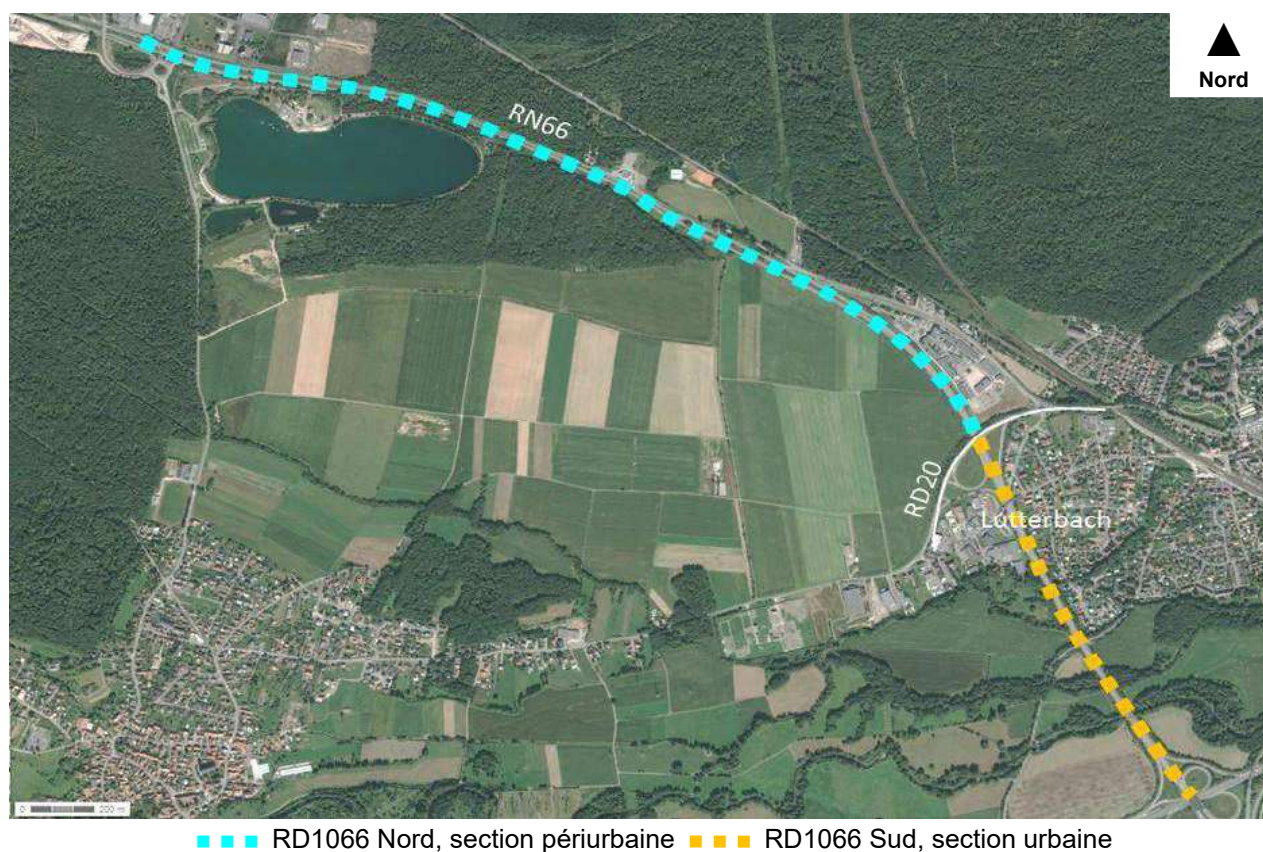 Nord
RN66
RD20
Lutterbach
0 200 m
RD1066 Nord, section périurbaine RD1066 Sud, section urbaine